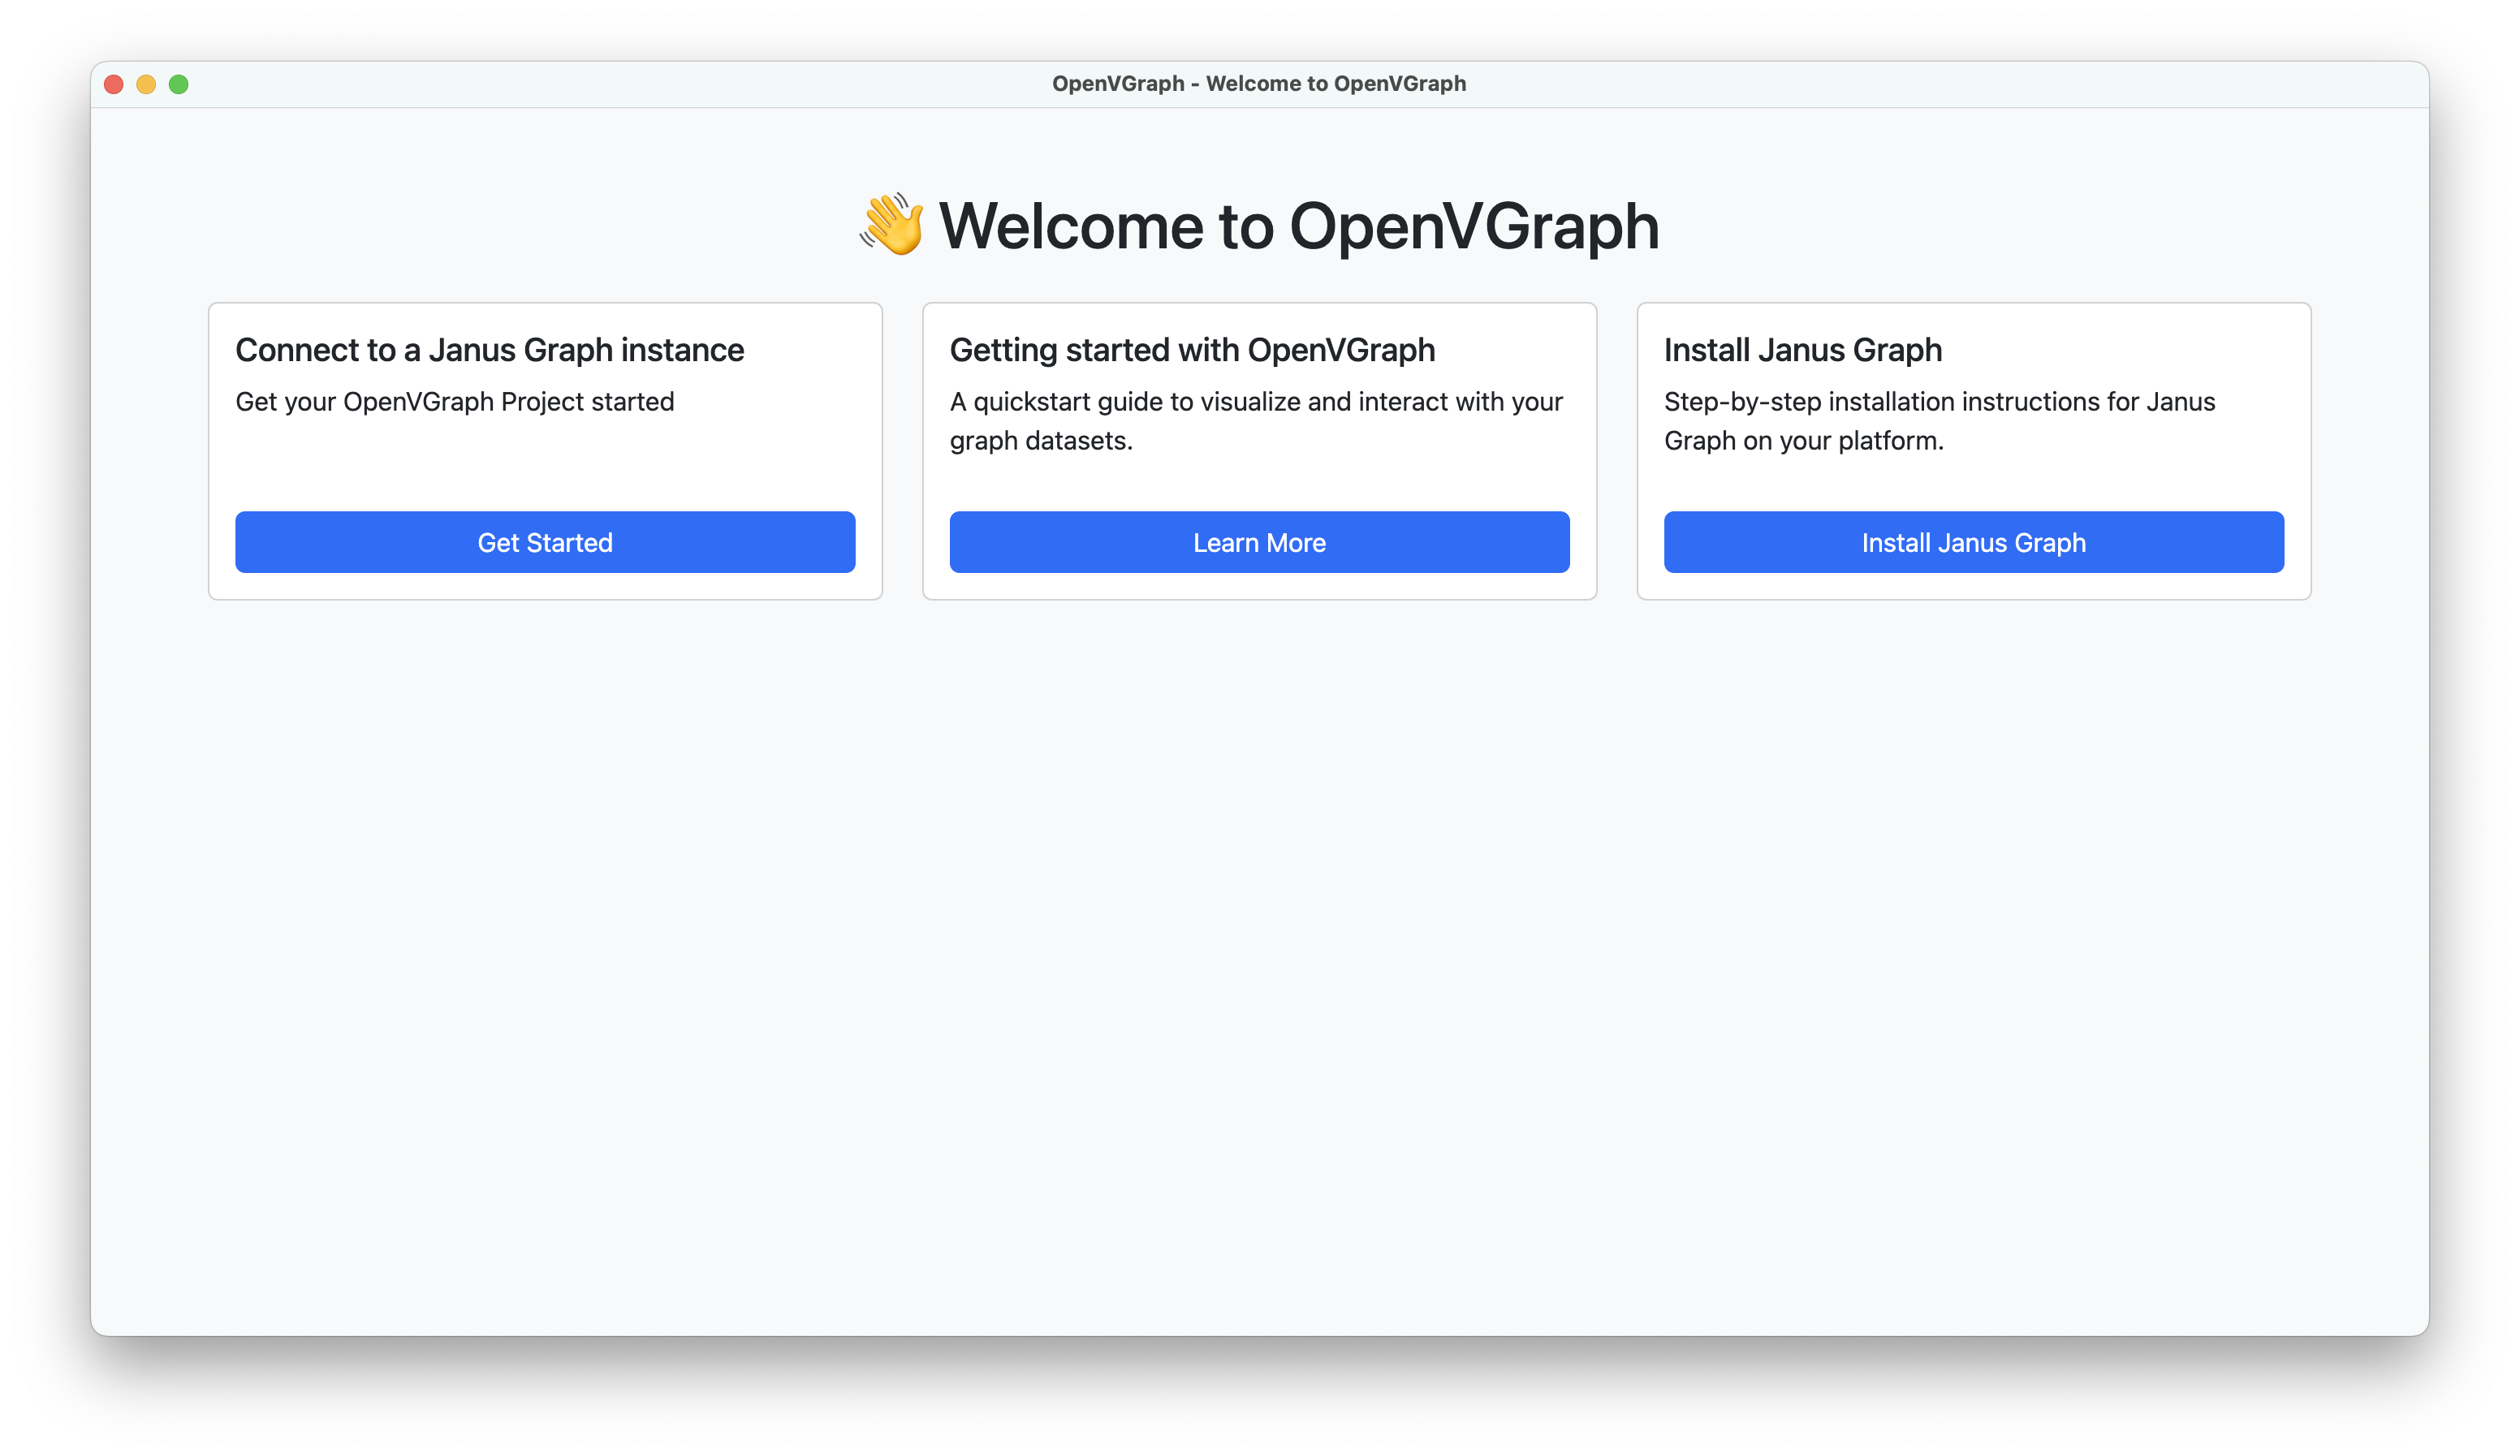 OpenVGraph - Welcome to OpenVGraph
👋 Welcome to OpenVGraph
Connect to a Janus Graph instance
Get your OpenVGraph Project started
Get Started
Getting started with OpenVGraph
A quickstart guide to visualize and interact with your
graph datasets.
Learn More
Install Janus Graph
Step-by-step installation instructions for Janus
Graph on your platform.
Install Janus Graph